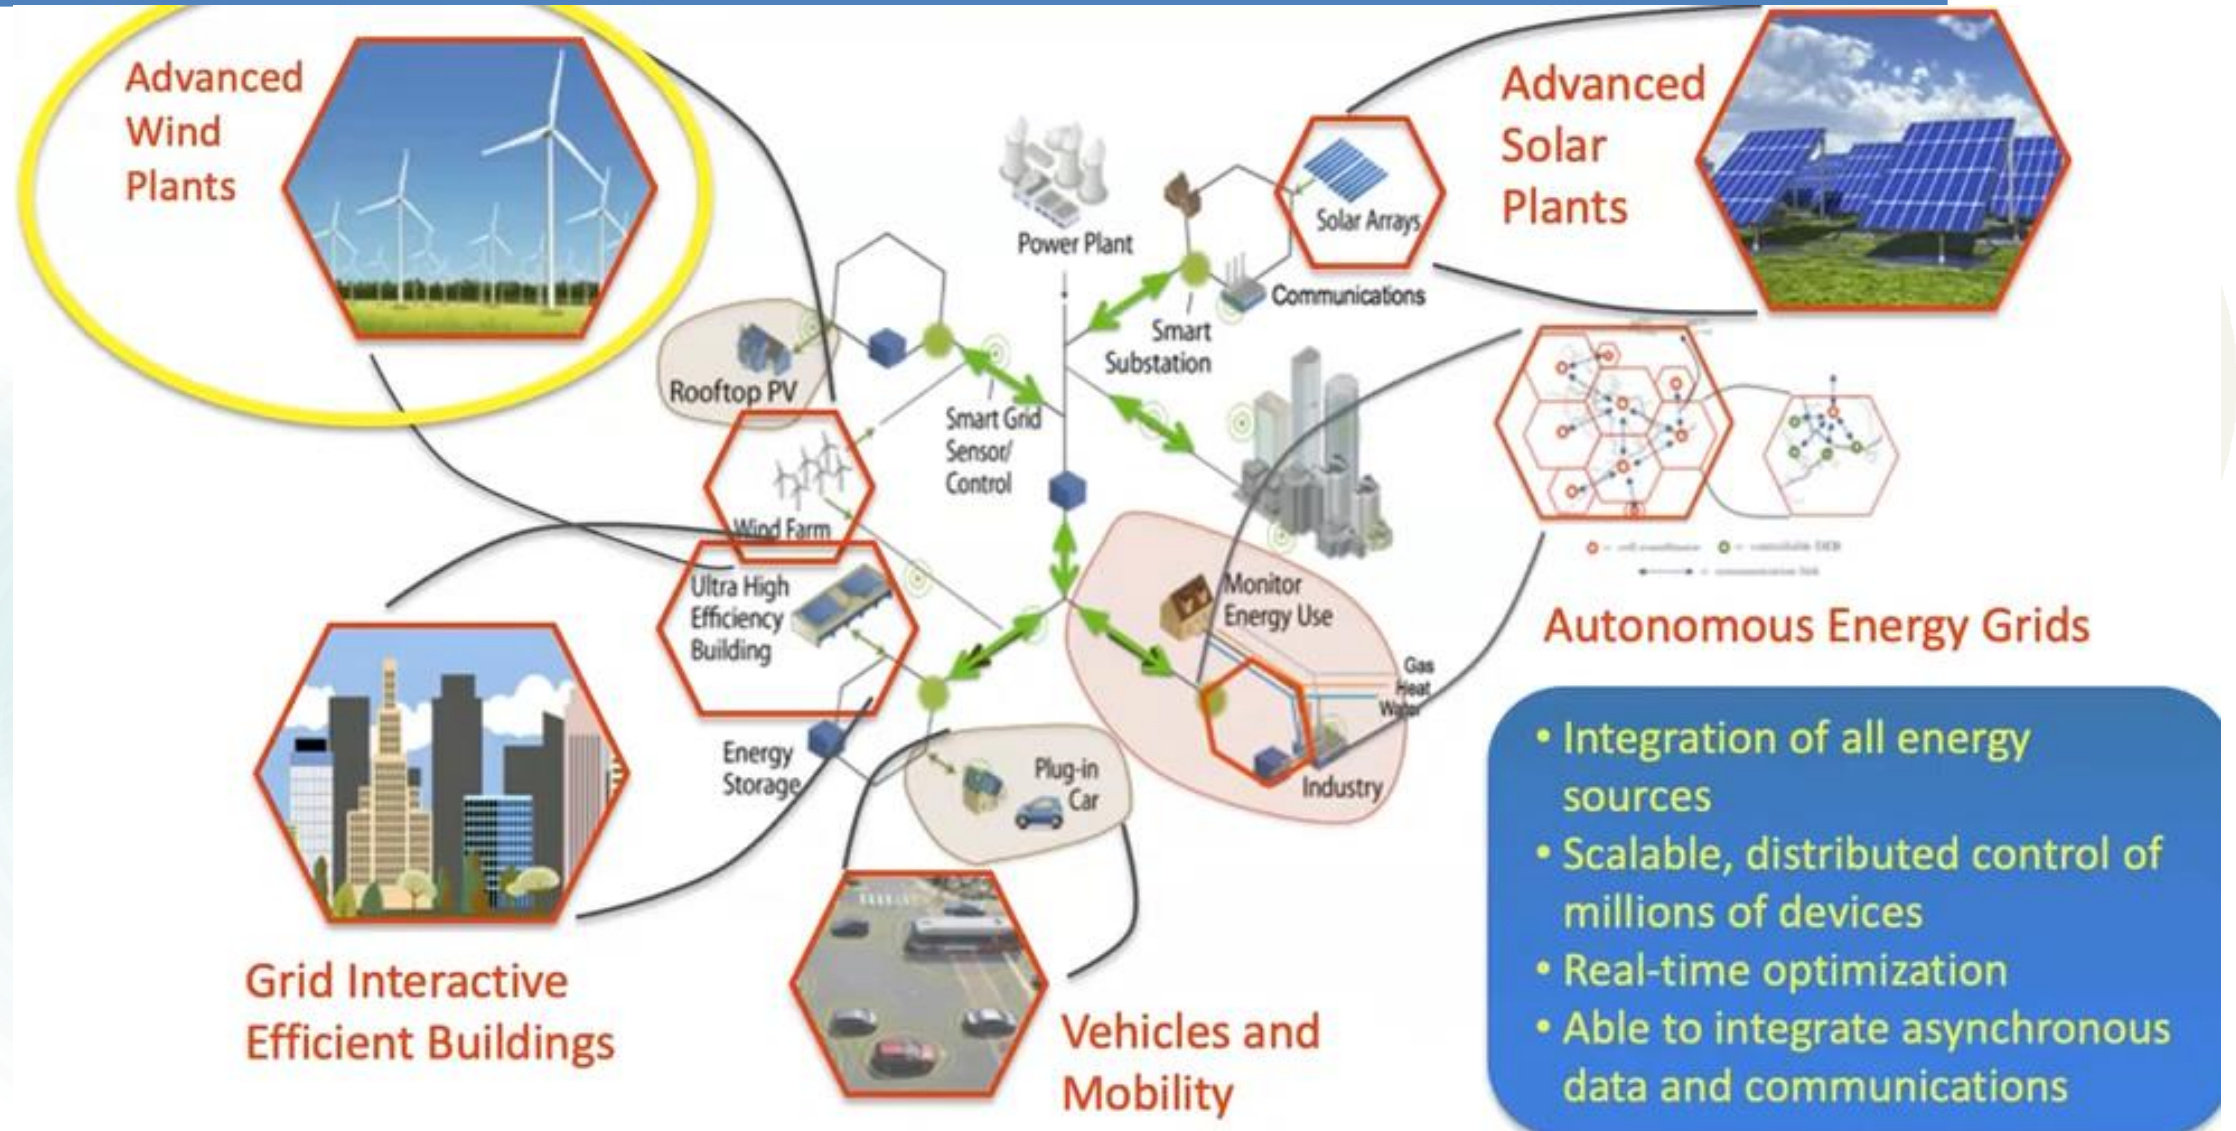 Advanced
Wind
Plants
Advanced
Solar
Plants
Power Plant
Solar Arrays
Communications
Smart
Substation
Rooftop PV
Smart Grid
Sensor/
Control
Wind Farm
Ultra High
Efficiency
Building
Monitor
Energy Use
Gas
Heat
Water
Industry
Energy
Storage
Plug-in
Car
Autonomous Energy Grids
Grid Interactive
Efficient Buildings
Vehicles and
Mobility
• Integration of all energy
sources
• Scalable, distributed control of
millions of devices
• Real-time optimization
• Able to integrate asynchronous
data and communications